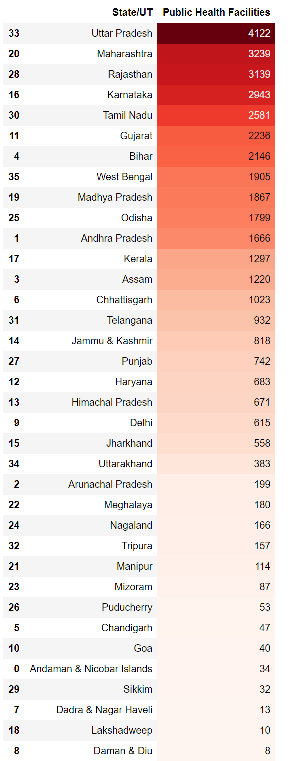 State/UT Public Health Facilities
33 Uttar Pradesh 4122
20 Maharashtra 3239
28 Rajasthan 3139
16 Karnataka 2943
30 Tamil Nadu 2581
11 Gujarat 2236
4 Bihar 2146
35 West Bengal 1905
19 Madhya Pradesh 1867
25 Odisha 1799
1 Andhra Pradesh 1666
17 Kerala 1297
3 Assam 1220
6 Chhattisgarh 1023
31 Telangana 932
14 Jammu & Kashmir 818
27 Punjab 742
12 Haryana 683
13 Himachal Pradesh 671
9 Delhi 615
15 Jharkhand 558
34 Uttarakhand 383
2 Arunachal Pradesh 199
22 Meghalaya 180
24 Nagaland 166
32 Tripura 157
21 Manipur 114
23 Mizoram 87
26 Puducherry 53
5 Chandigarh 47
10 Goa 40
0 Andaman & Nicobar Islands 34
29 Sikkim 32
7 Dadra & Nagar Haveli 13
18 Lakshadweep 10
8 Daman & Diu 8